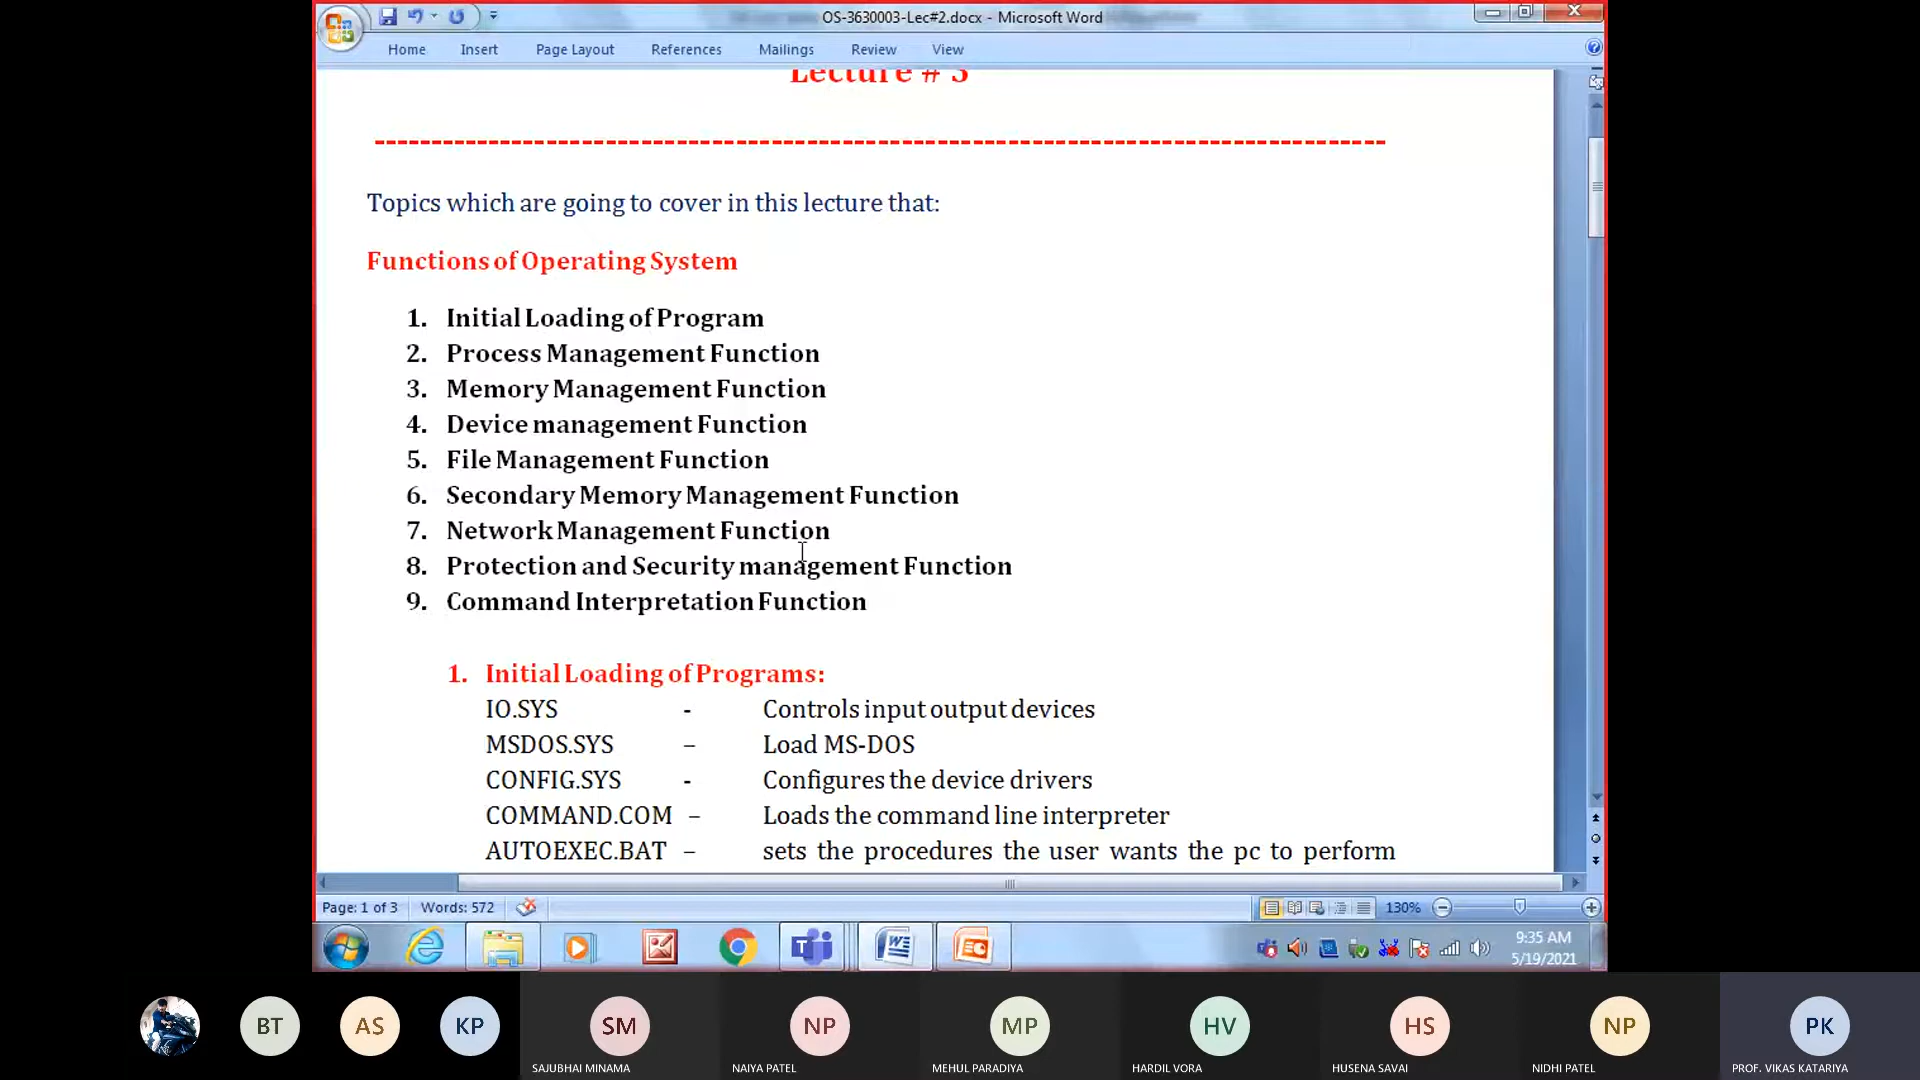 OS-3630003-Lec#2.docx - Microsoft Word
Home Insert Page Layout References Mailings Review View
Lecture # 3
Topics which are going to cover in this lecture that:
Functions of Operating System
1. Initial Loading of Program
2. Process Management Function
3. Memory Management Function
4. Device management Function
5. File Management Function
6. Secondary Memory Management Function
7. Network Management Function
8. Protection and Security management Function
9. Command Interpretation Function
1. Initial Loading of Programs:
IO.SYS - Controls input output devices
MSDOS.SYS – Load MS-DOS
CONFIG.SYS - Configures the device drivers
COMMAND.COM – Loads the command line interpreter
AUTOEXEC.BAT – sets the procedures the user wants the pc to perform
Page: 1 of 3 Words: 572 130%
9:35 AM
5/19/2021
BT AS KP SM NP MP HV HS NP PK
SAJUBHAI MINAMA NAIYA PATEL MEHUL PARADIYA HARDIL VORA HUSENA SAVAI NIDHI PATEL PROF. VIKAS KATARIYA